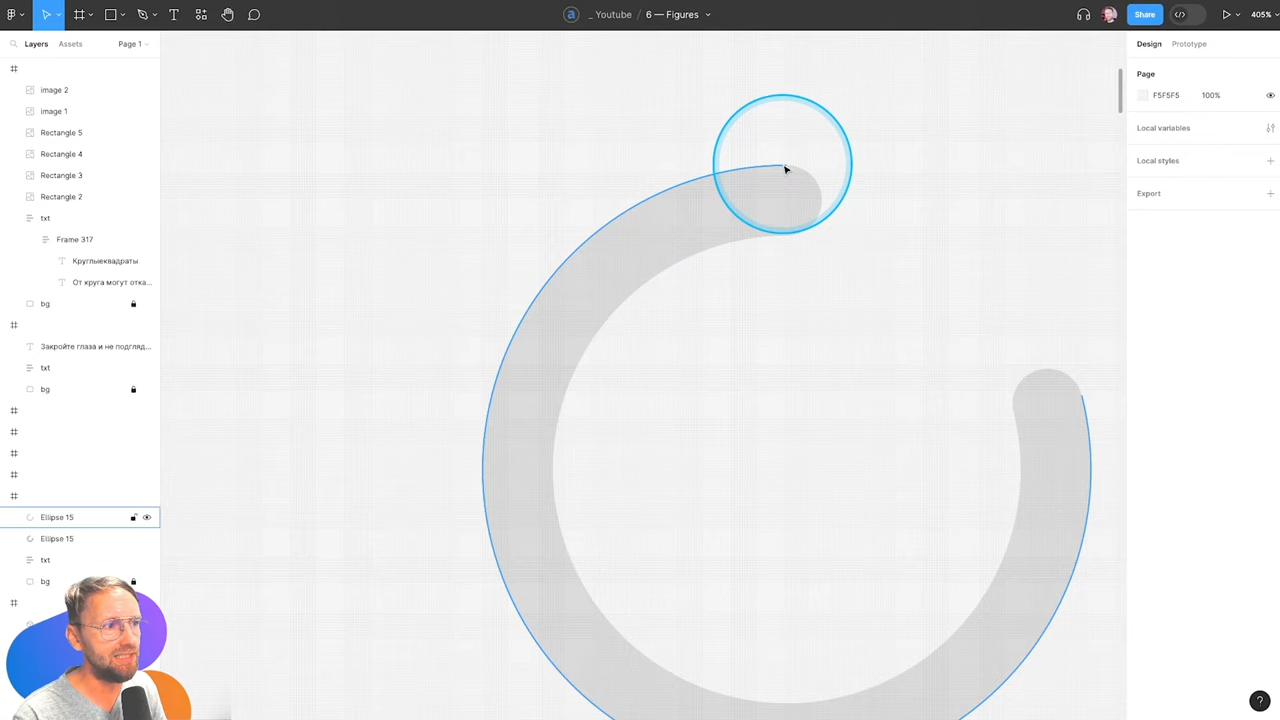 _ Youtube / 6 — Figures
Share
405%
Layers
Assets
Page 1
Design
Prototype
image 2
image 1
Rectangle 5
Rectangle 4
Rectangle 3
Rectangle 2
txt
Frame 317
Круглыеквадраты
От круга могут отка...
bg
Закройте глаза и не подгляд...
txt
bg
Ellipse 15
Ellipse 15
txt
bg
Page
F5F5F5
100%
Local variables
Local styles
Export
?